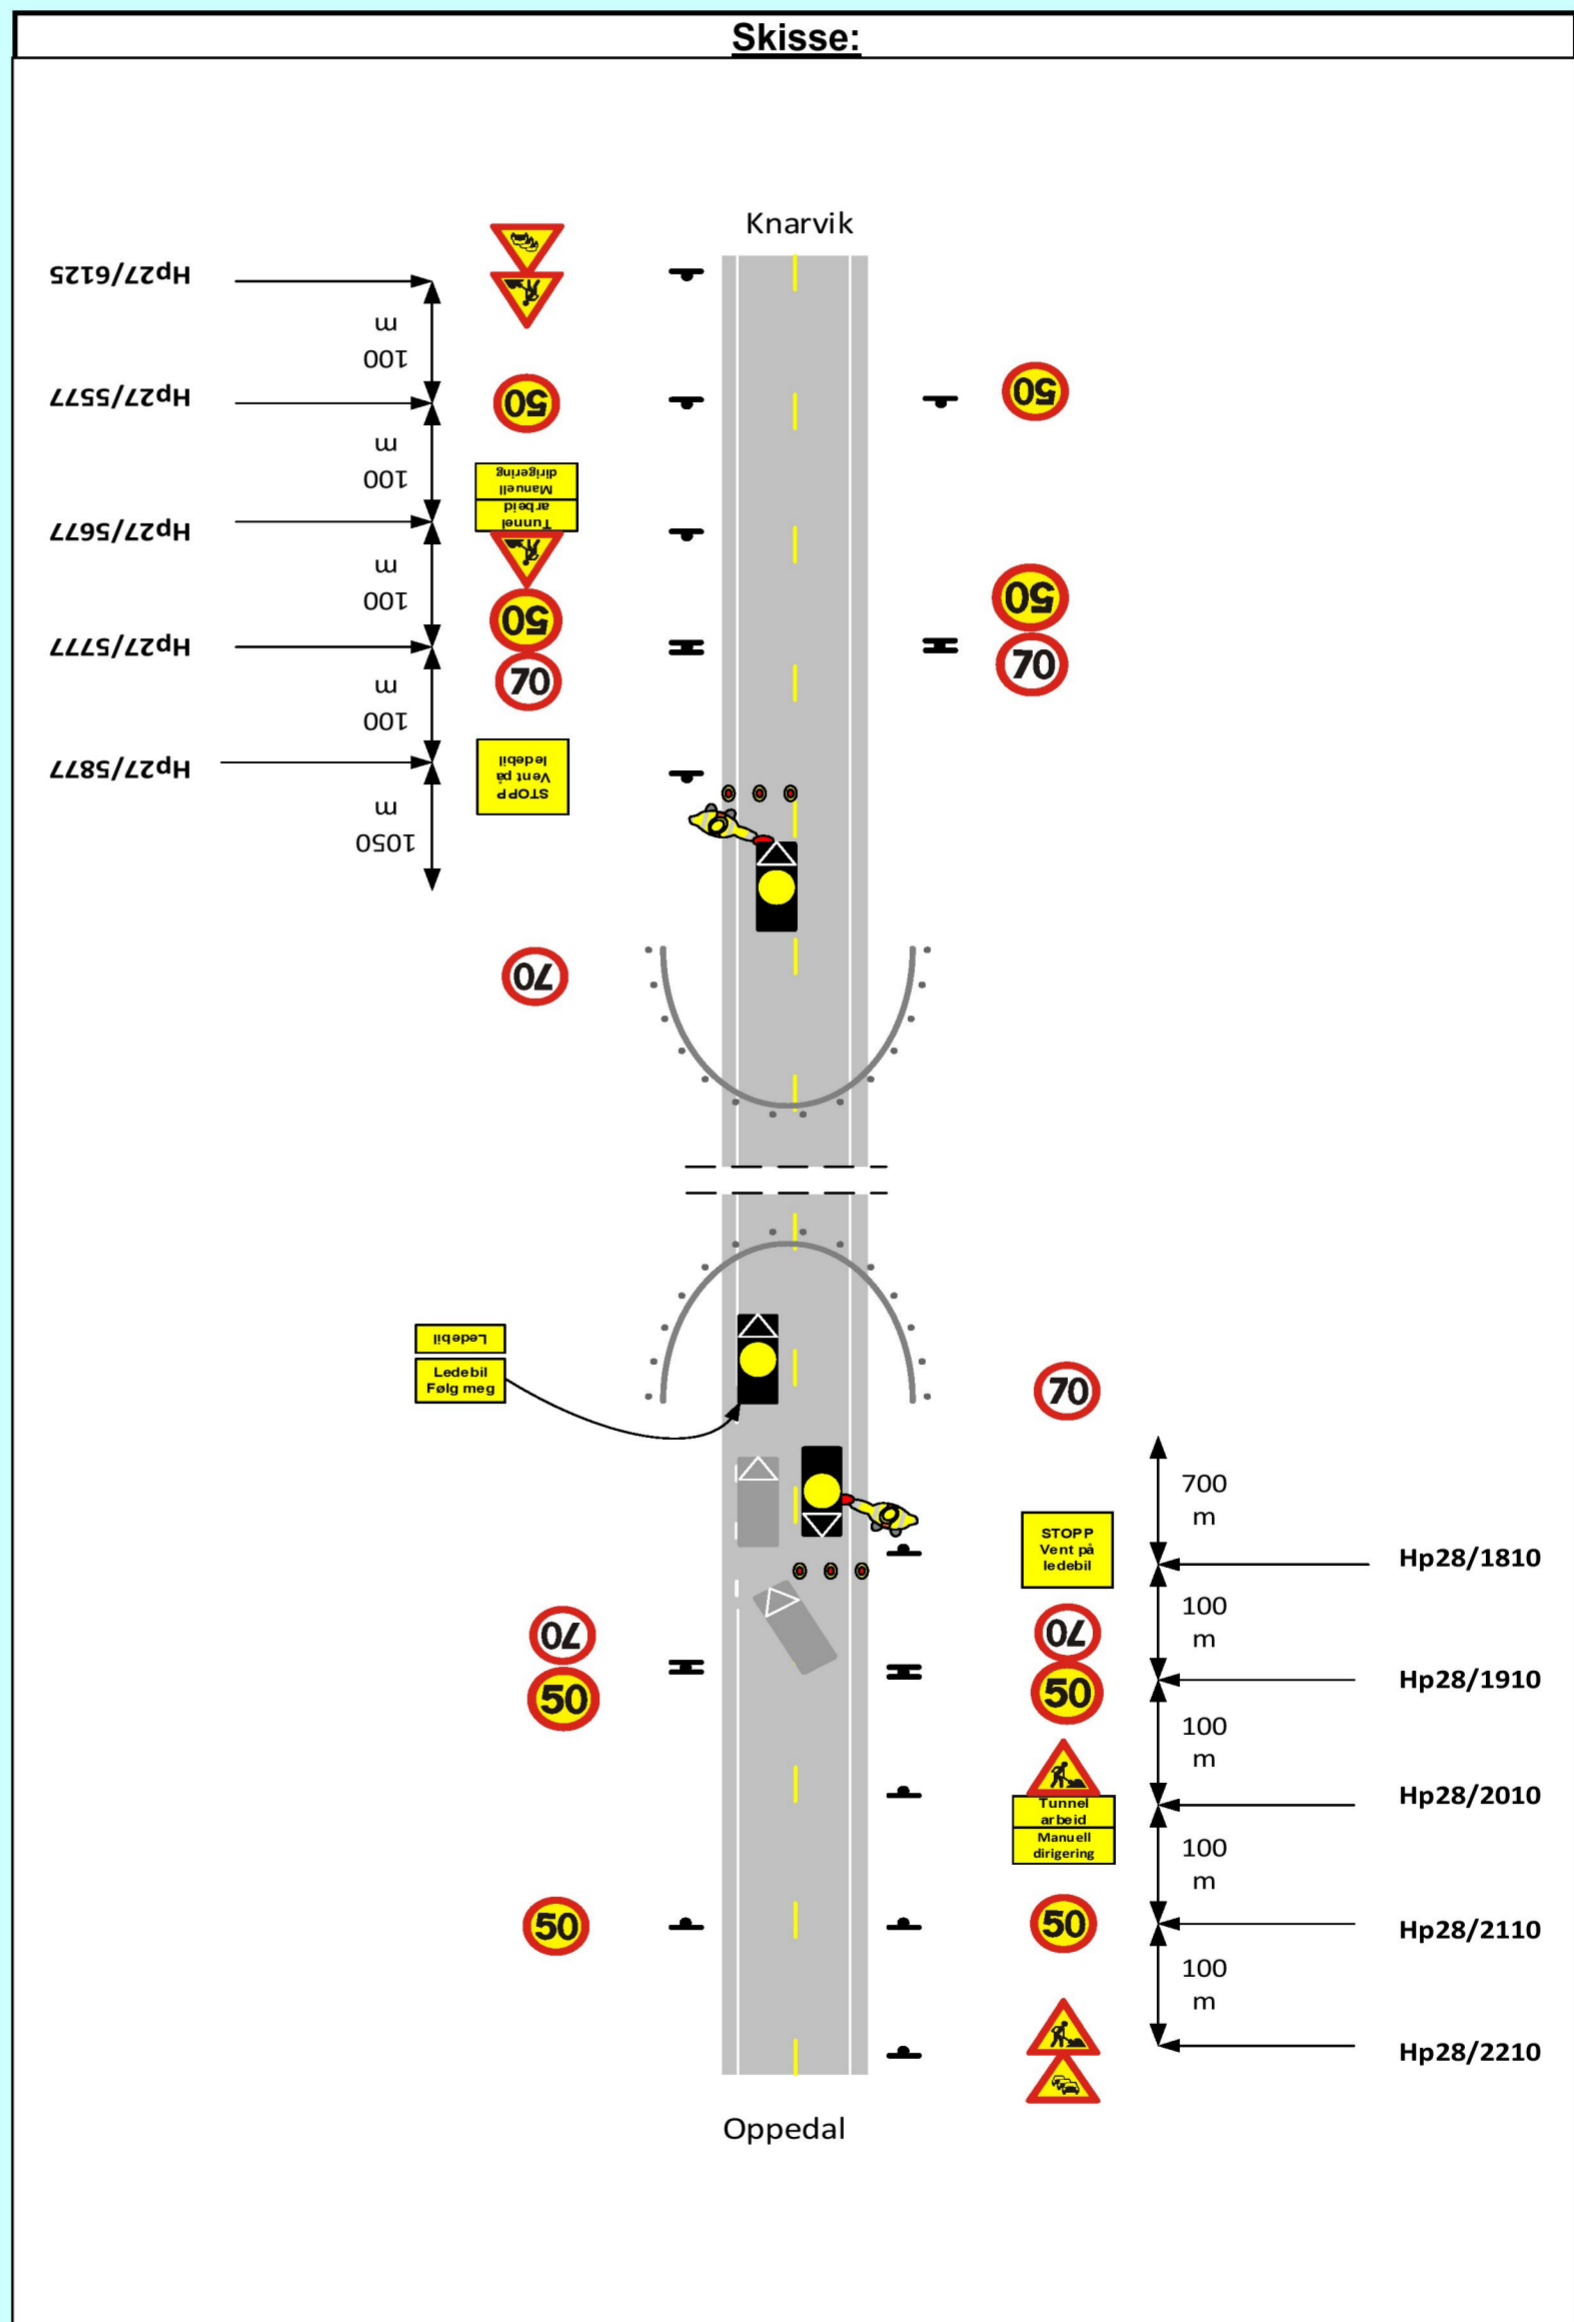 Skisse:
Knarvik
Hp27/6125
100
m
50
50
Hp27/5577
100
m
Tunnel
arbeid
Manuell
dirigering
Hp27/5677
100
m
50
70
50
70
Hp27/5777
100
m
STOPP
Vent på
ledebil
Hp27/5877
1050
m
70
Ledebil
Ledebil
Følg meg
70
700
m
STOPP
Vent på
ledebil
Hp28/1810
100
m
70
50
70
50
Hp28/1910
100
m
Tunnel
arbeid
Manuell
dirigering
Hp28/2010
100
m
50
50
Hp28/2110
100
m
Hp28/2210
Oppedal